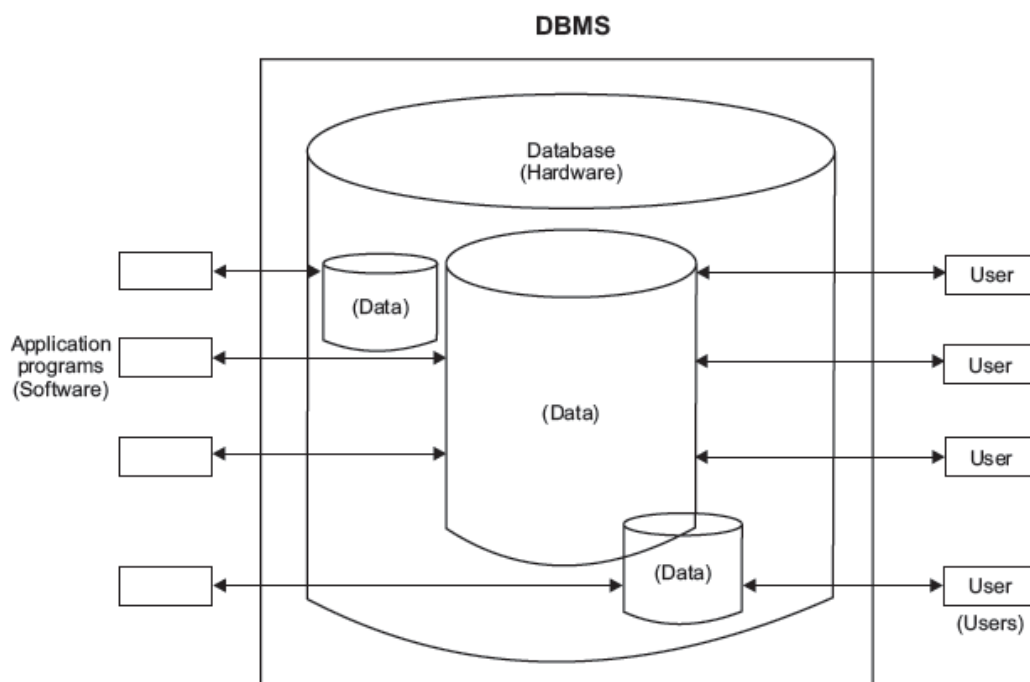 DBMS
Database
(Hardware)
(Data)
User
Application
programs
(Software)
User
(Data)
User
(Data)
User
(Users)